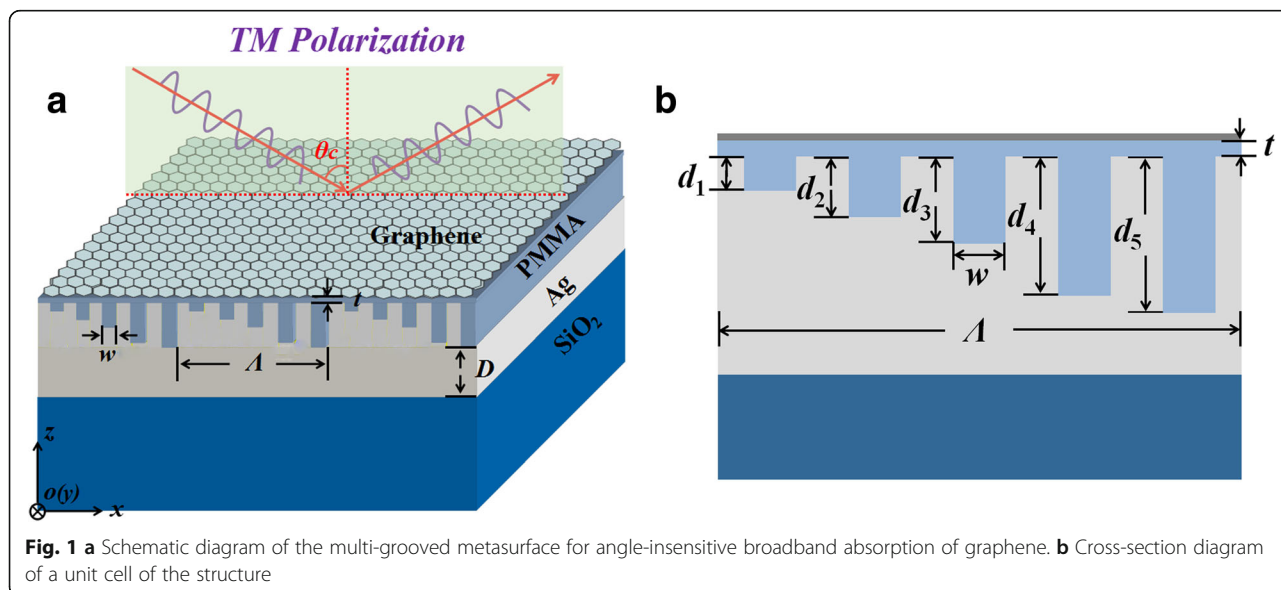 TM Polarization
a
θc
Graphene
PMMA
Ag
SiO2
t
w
Λ
D
z
o(y)
x
b
t
d1
d2
d3
d4
d5
w
Λ
Fig. 1 a Schematic diagram of the multi-grooved metasurface for angle-insensitive broadband absorption of graphene. b Cross-section diagram
of a unit cell of the structure